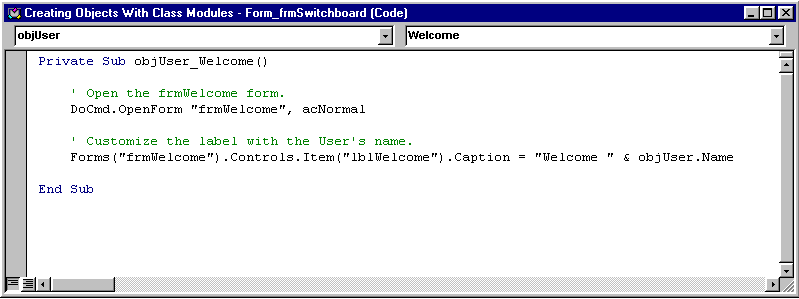 Creating Objects With Class Modules - Form_frmSwitchboard (Code)
objUser Welcome
Private Sub objUser_Welcome()
' Open the frmWelcome form.
DoCmd.OpenForm "frmWelcome", acNormal
' Customize the label with the User's name.
Forms("frmWelcome").Controls.Item("lblWelcome").Caption = "Welcome " & objUser.Name
End Sub